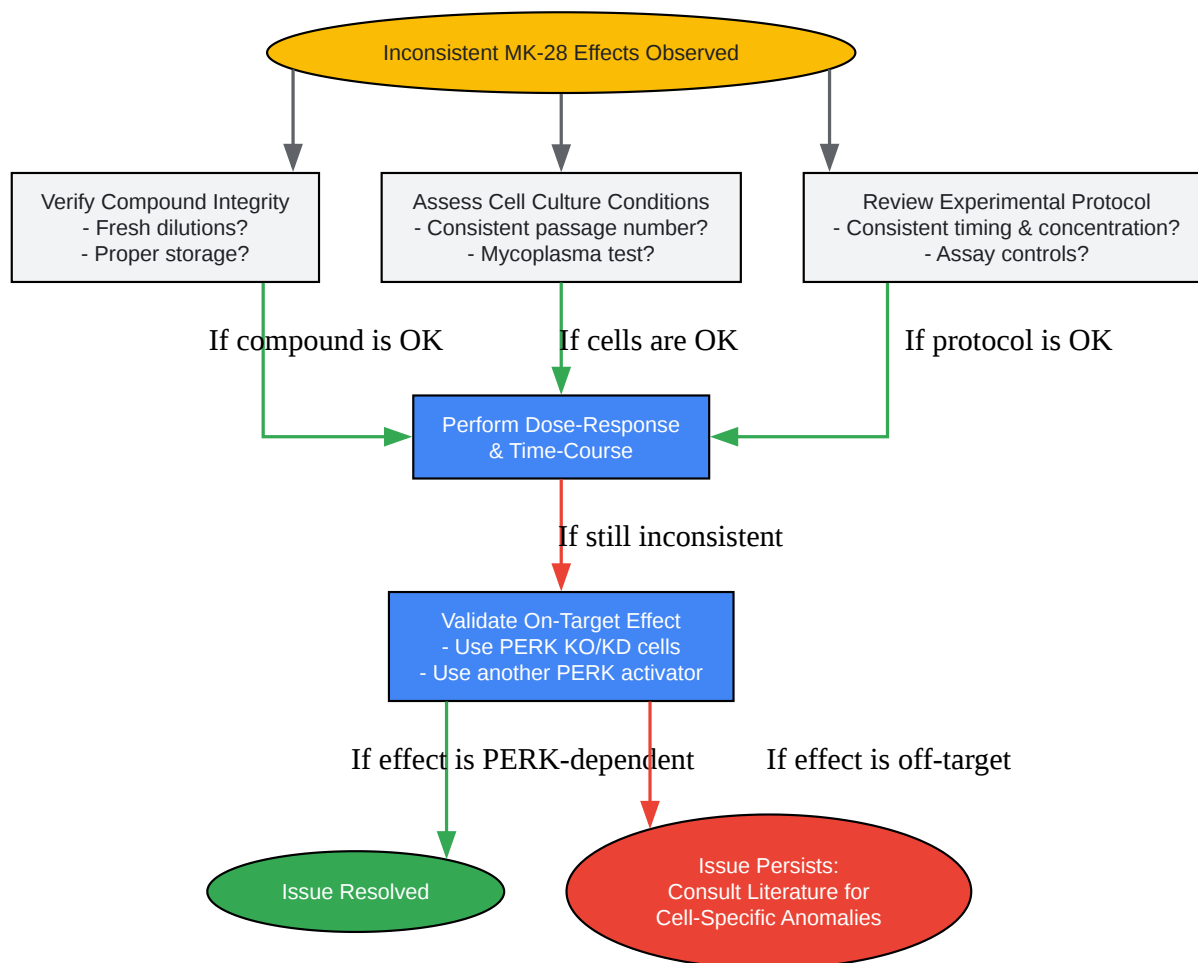 Inconsistent MK-28 Effects Observed
Verify Compound Integrity
- Fresh dilutions?
- Proper storage?
Assess Cell Culture Conditions
- Consistent passage number?
- Mycoplasma test?
Review Experimental Protocol
- Consistent timing & concentration?
- Assay controls?
If compound is OK
If cells are OK
If protocol is OK
Perform Dose-Response
& Time-Course
If still inconsistent
Validate On-Target Effect
- Use PERK KO/KD cells
- Use another PERK activator
If effect is PERK-dependent
If effect is off-target
Issue Resolved
Issue Persists:
Consult Literature for
Cell-Specific Anomalies